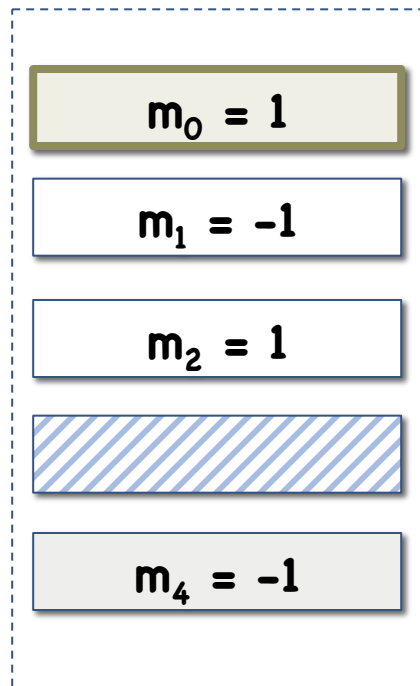 m₀ = 1
m₁ = -1
m₂ = 1
m₄ = -1